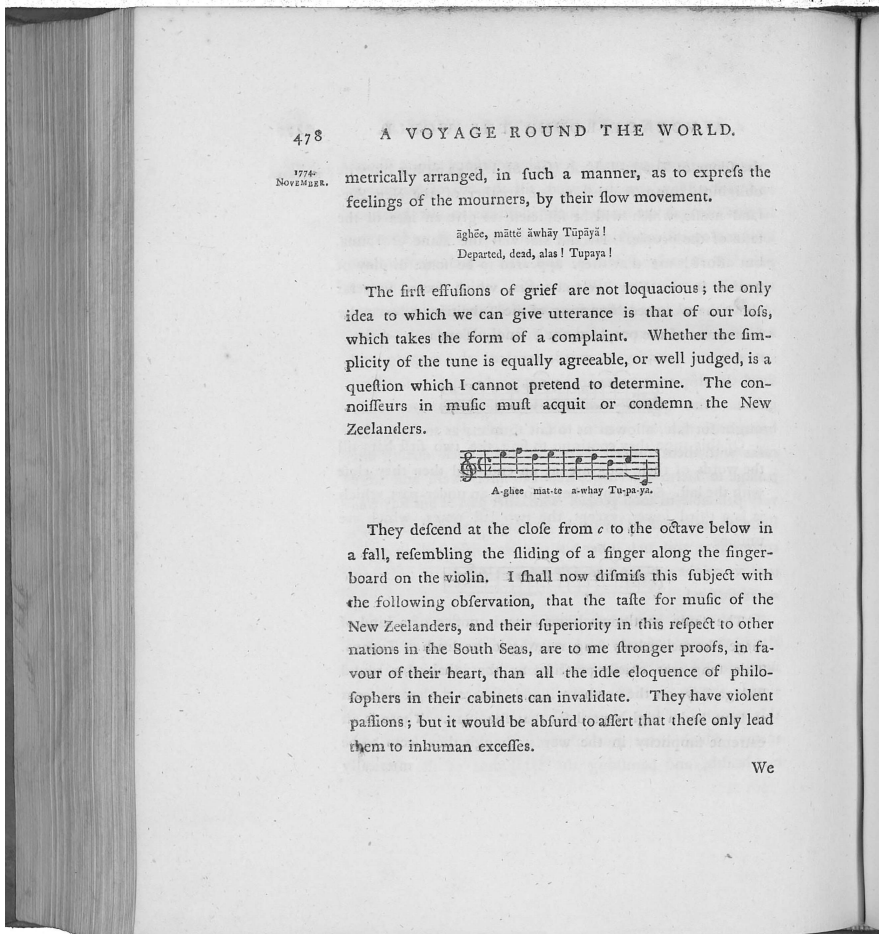 478 A VOYAGE ROUND THE WORLD.
1774.
NOVEMBER.
metrically arranged, in ſuch a manner, as to expreſs the
feelings of the mourners, by their ſlow movement.
āghēe, māttĕ ăwhāy Tūpāyă!
Departed, dead, alas! Tupaya!
The firſt effuſions of grief are not loquacious; the only
idea to which we can give utterance is that of our loſs,
which takes the form of a complaint. Whether the ſim-
plicity of the tune is equally agreeable, or well judged, is a
queſtion which I cannot pretend to determine. The con-
noiſſeurs in muſic muſt acquit or condemn the New
Zeelanders.
A-ghee mat-te a-whay Tu-pa-ya.
They deſcend at the cloſe from c to the octave below in
a fall, reſembling the ſliding of a finger along the finger-
board on the violin. I ſhall now diſmiſs this ſubject with
the following obſervation, that the taſte for muſic of the
New Zeelanders, and their ſuperiority in this reſpect to other
nations in the South Seas, are to me ſtronger proofs, in fa-
vour of their heart, than all the idle eloquence of philo-
ſophers in their cabinets can invalidate. They have violent
paſſions; but it would be abſurd to aſſert that theſe only lead
them to inhuman exceſſes.
We